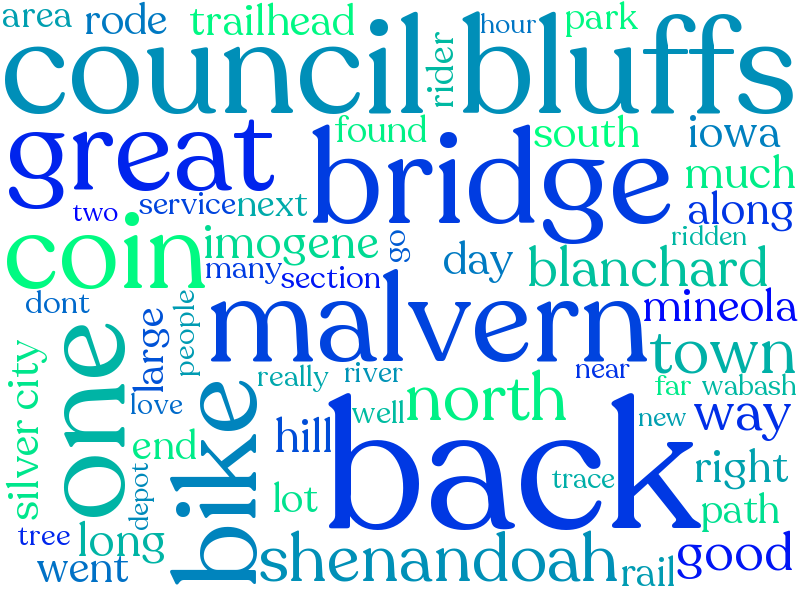 area
rode
trailhead
hour
park
council
rider
bluffs
great
found
south
iowa
bridge
much
two
service
next
along
coin
imogene
go
ridden
many
section
day
blanchard
dont
large
people
malvern
mineola
silver city
one
town
really
river
near
far
wabash
love
bike
well
north
new
way
end
hill
back
depot
lot
trace
right
path
tree
long
went
shenandoah
rail
good